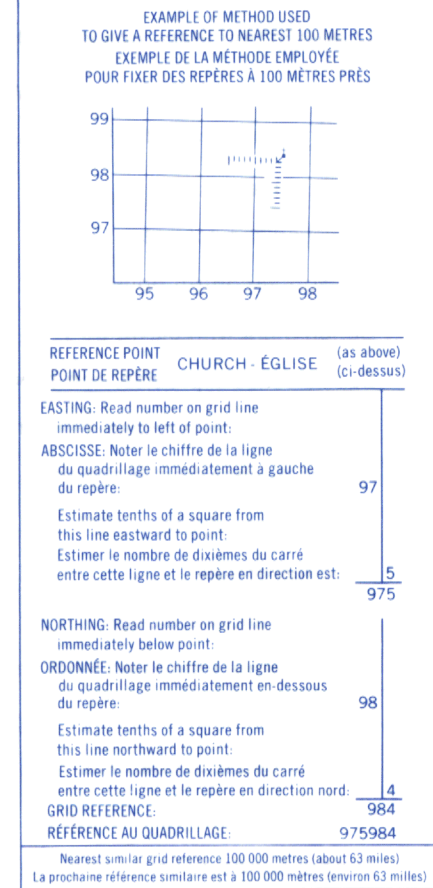 EXAMPLE OF METHOD USED
TO GIVE A REFERENCE TO NEAREST 100 METRES
EXEMPLE DE LA MÉTHODE EMPLOYÉE
POUR FIXER DES REPÈRES À 100 MÈTRES PRÈS
99
98
97
95 96 97 98
REFERENCE POINT
POINT DE REPÈRE
CHURCH - ÉGLISE
(as above)
(ci-dessus)
EASTING: Read number on grid line
immediately to left of point:
ABSCISSE: Noter le chiffre de la ligne
du quadrillage immédiatement à gauche
du repère: 97
Estimate tenths of a square from
this line eastward to point:
Estimer le nombre de dixièmes du carré
entre cette ligne et le repère en direction est: 5
975
NORTHING: Read number on grid line
immediately below point:
ORDONNÉE: Noter le chiffre de la ligne
du quadrillage immédiatement en-dessous
du repère: 98
Estimate tenths of a square from
this line northward to point:
Estimer le nombre de dixièmes du carré
entre cette ligne et le repère en direction nord: 4
GRID REFERENCE: 984
RÉFÉRENCE AU QUADRILLAGE: 975984
Nearest similar grid reference 100 000 metres (about 63 miles)
La prochaine référence similaire est à 100 000 mètres (environ 63 milles)